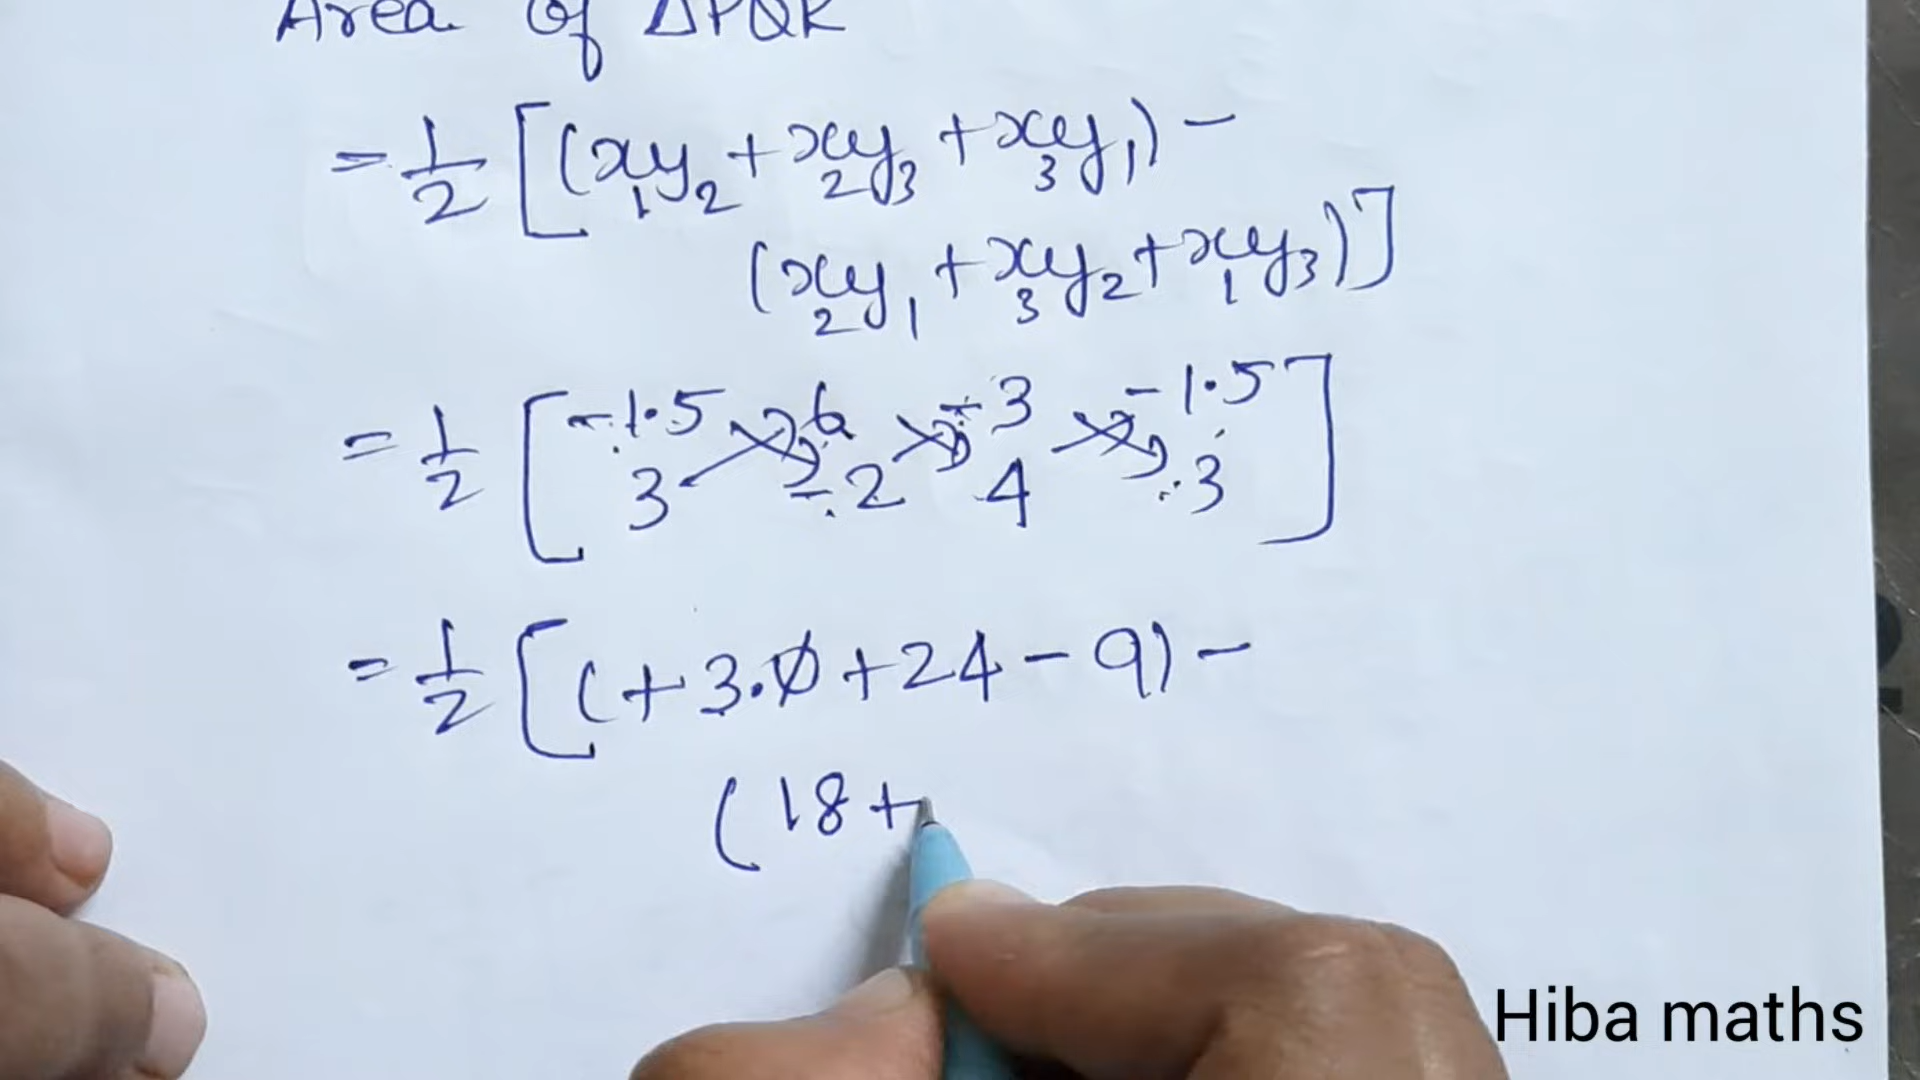 Area of ΔPQR
= 1/2 [(x₁y₂ + x₂y₃ + x₃y₁) -
(x₂y₁ + x₃y₂ + x₁y₃)]
= 1/2 [ -1.5 6 -3 -1.5
3 -2 4 3 ]
= 1/2 [(+3.0 + 24 - 9) -
(18 +
Hiba maths